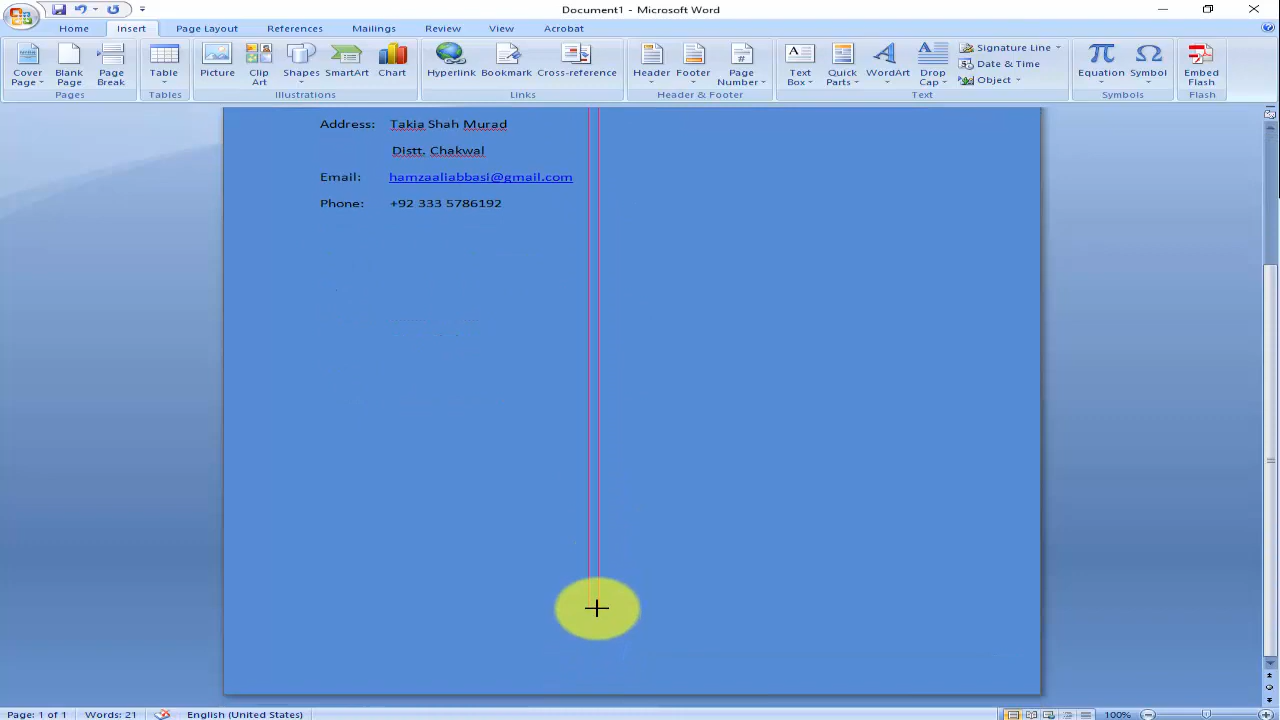 Document1 - Microsoft Word
Home Insert Page Layout References Mailings Review View Acrobat
Cover Page Blank Page Page Break Table Picture Clip Art Shapes SmartArt Chart Hyperlink Bookmark Cross-reference Header Footer Page Number Text Box Quick Parts WordArt Drop Cap Signature Line Date & Time Object Equation Symbol Embed Flash
Pages Tables Illustrations Links Header & Footer Text Symbols Flash
Address: Takia Shah Murad
Distt. Chakwal
Email: hamzaaliabbasi@gmail.com
Phone: +92 333 5786192
Page: 1 of 1 Words: 21 English (United States) 100%